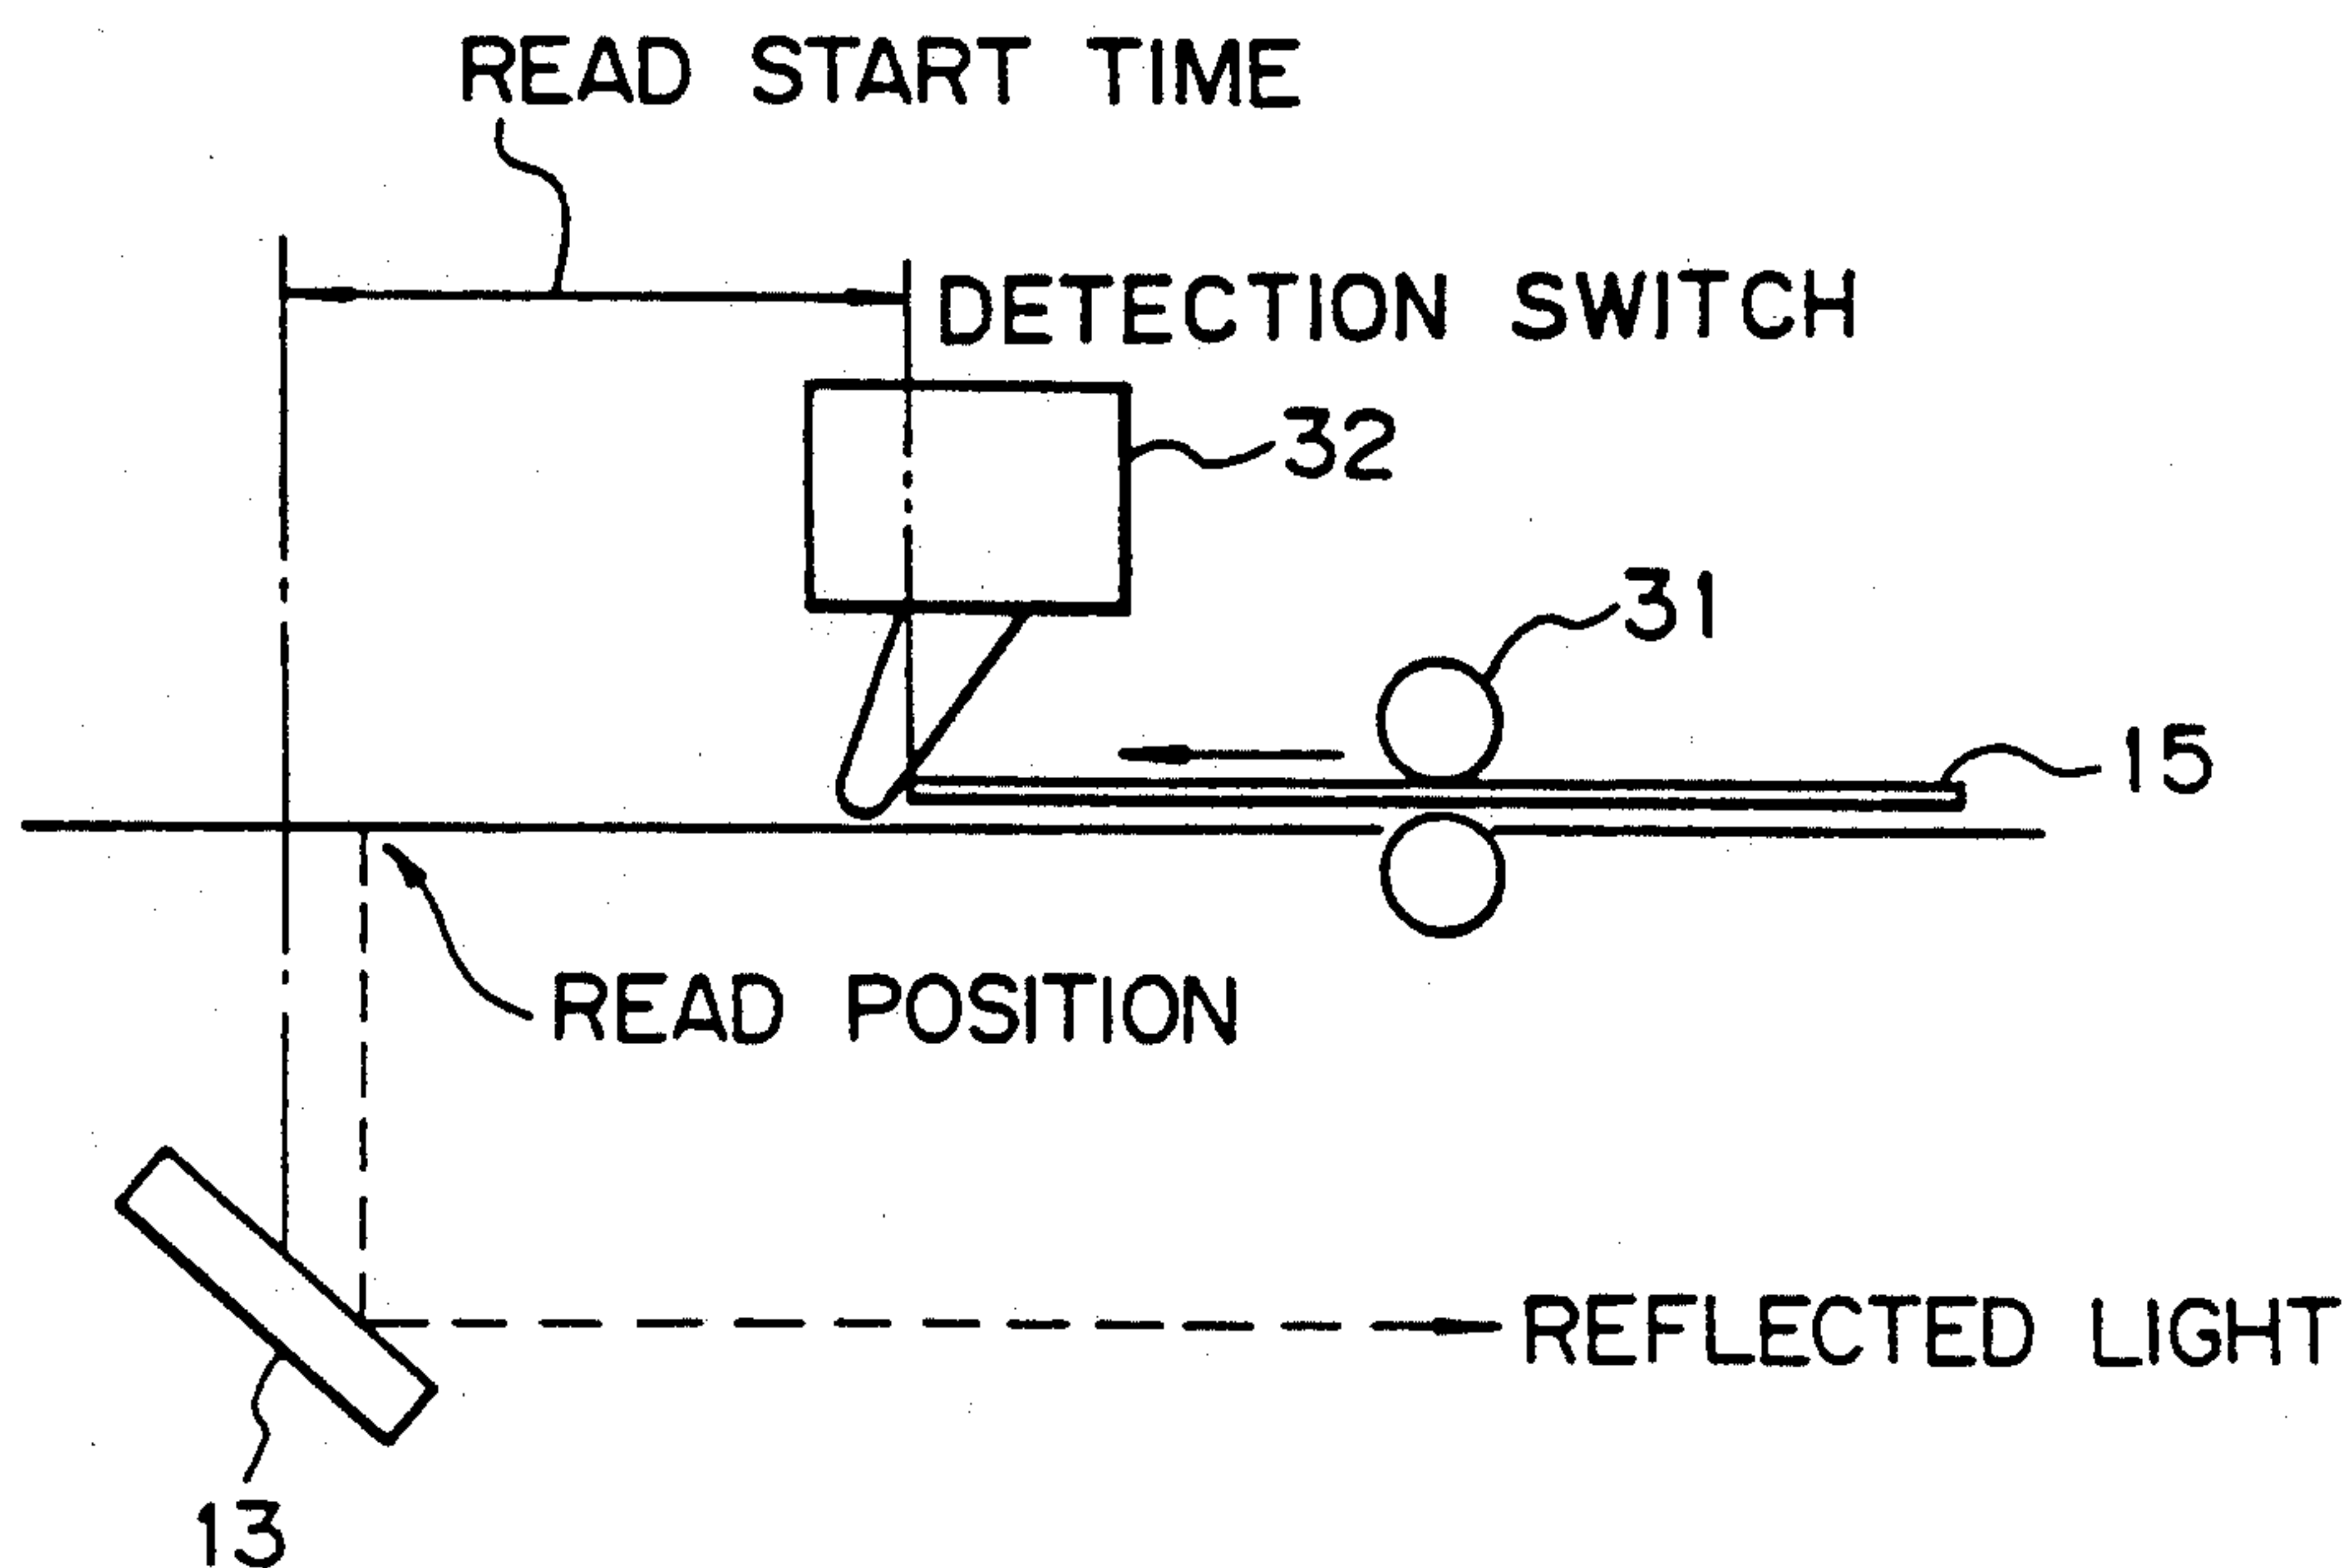 READ START TIME
DETECTION SWITCH
32
31
15
READ POSITION
REFLECTED LIGHT
13